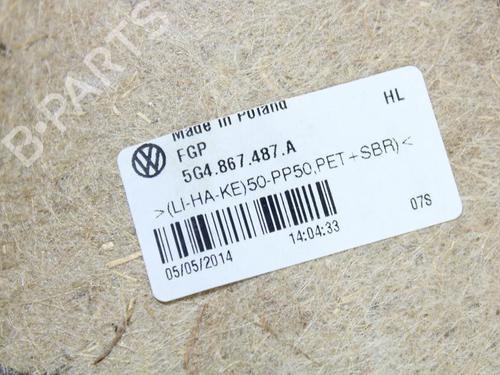 B-PARTS
Made in Poland
HL
FGP
5G4.867.487.A
>(LI-HA-KE)50-PP50,PET+SBR)<
07S
05/05/2014
14:04:33